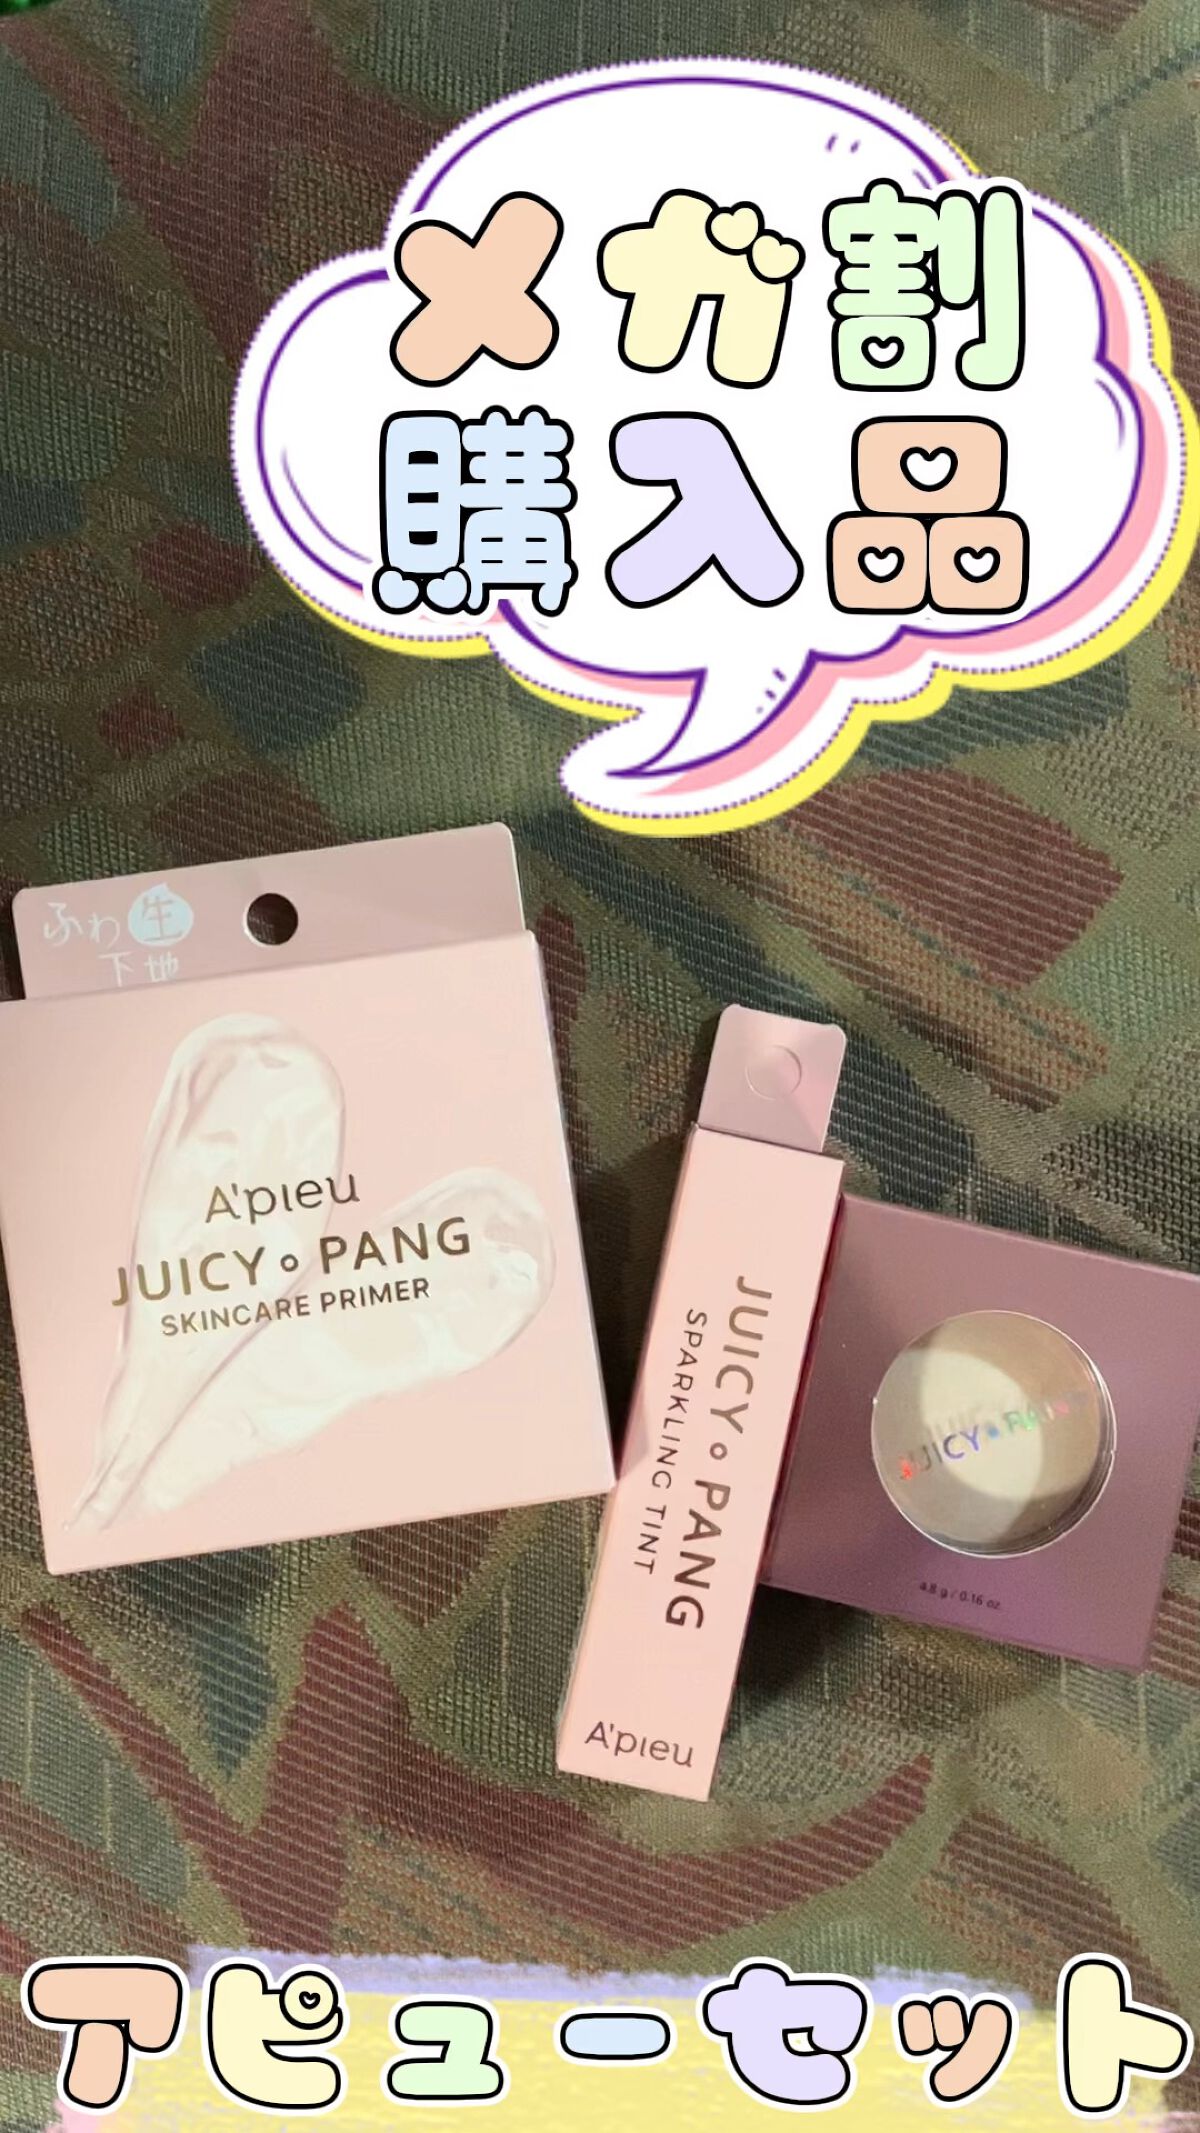 メガ割
購入品
ふわ生
下地
A'pieu
JUICY PANG
SKINCARE PRIMER
JUICY PANG
SPARKLING TINT
A'pieu
JUICY PANG
4.8 g / 0.16 oz.
アピューセット